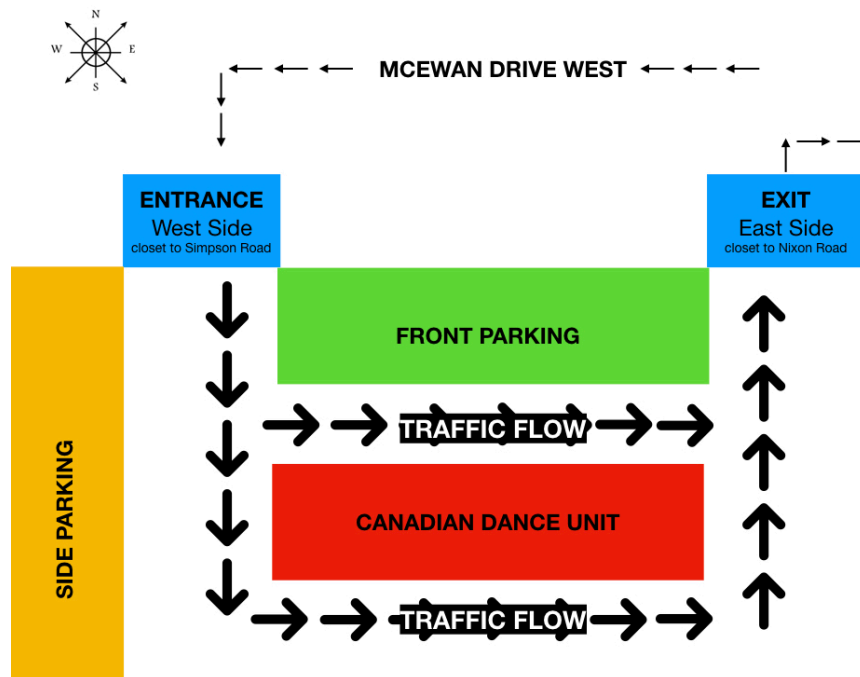 N
W E
S
MCEWAN DRIVE WEST
ENTRANCE
West Side
closet to Simpson Road
EXIT
East Side
closet to Nixon Road
FRONT PARKING
TRAFFIC FLOW
SIDE PARKING
CANADIAN DANCE UNIT
TRAFFIC FLOW